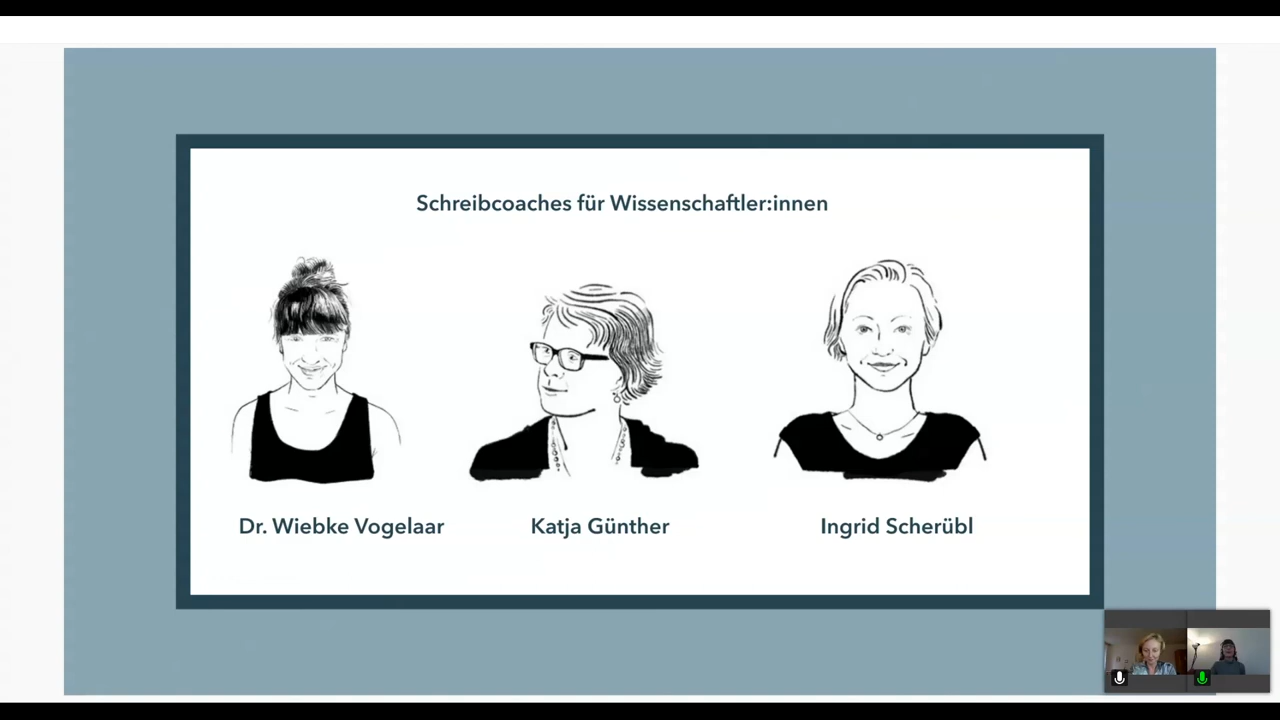 Schreibcoaches für Wissenschaftler:innen
Dr. Wiebke Vogelaar
Katja Günther
Ingrid Scherübl